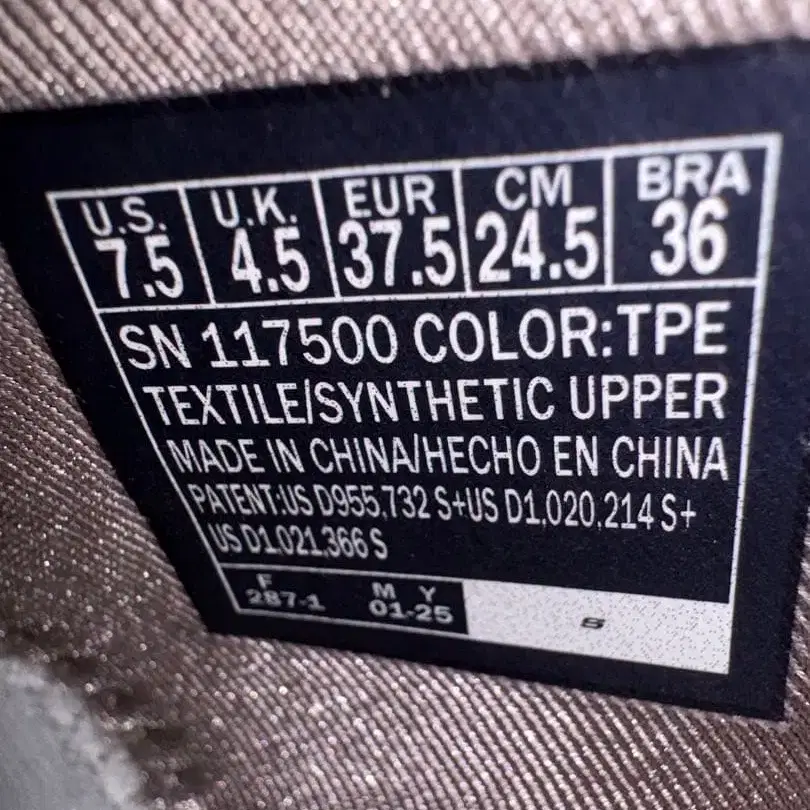 U.S. U.K. EUR CM BRA
7.5 4.5 37.5 24.5 36
SN 117500 COLOR:TPE
TEXTILE/SYNTHETIC UPPER
MADE IN CHINA/HECHO EN CHINA
PATENT:US D955,732 S+US D1,020,214 S+
US D1,021,366 S
F M Y
287-1 01-25